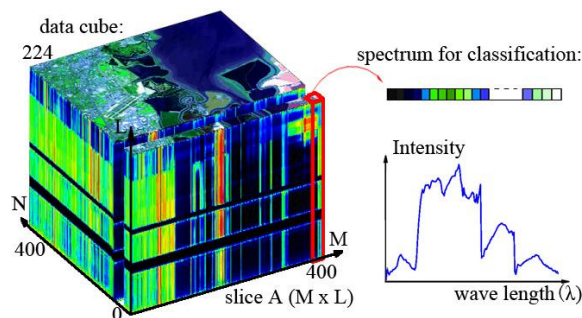 data cube:
224
spectrum for classification:
L
Intensity
N
400
M
400
slice A (M x L)
0
wave length (λ)